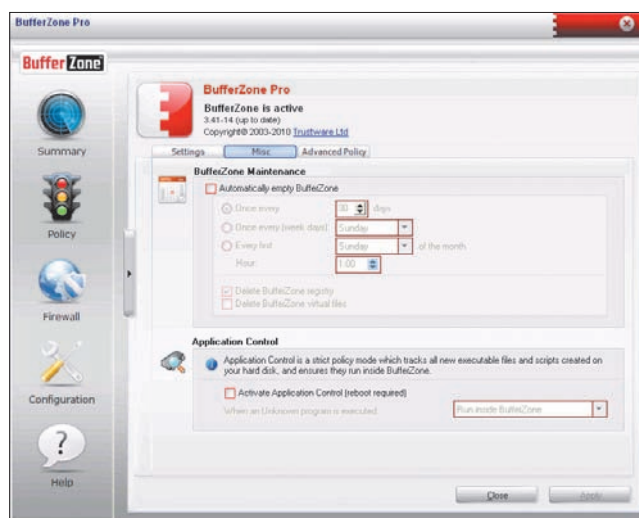 BufferZone Pro
Buffer Zone
Summary
Policy
Firewall
Configuration
Help
BufferZone Pro
BufferZone is active
3.41-14 (up to date)
Copyright© 2003-2010 Trustware Ltd
Settings Misc Advanced Policy
BufferZone Maintenance
Automatically empty BufferZone
Once every 30 days
Once every (week days) Sunday
Every first Sunday of the month
Hour: 1:00
Delete BufferZone registry
Delete BufferZone virtual files
Application Control
Application Control is a strict policy mode which tracks all new executable files and scripts created on
your hard disk, and ensures they run inside BufferZone.
Activate Application Control (reboot required)
When an Unknown program is executed: Run inside BufferZone
Close Apply